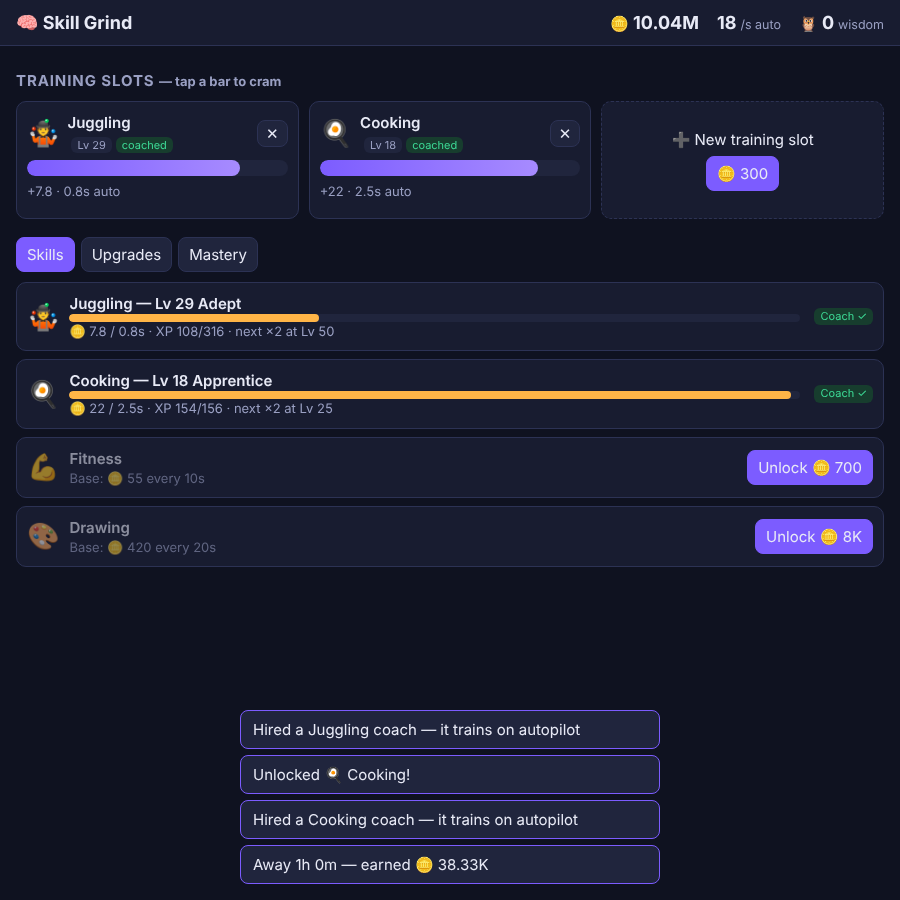 🧠 Skill Grind
🪙 10.04M 18 /s auto 🦉 0 wisdom
TRAINING SLOTS — tap a bar to cram
Juggling
Lv 29 coached
✕
+7.8 · 0.8s auto
Cooking
Lv 18 coached
✕
+22 · 2.5s auto
➕ New training slot
🪙 300
Skills
Upgrades
Mastery
Juggling — Lv 29 Adept
🪙 7.8 / 0.8s · XP 108/316 · next ×2 at Lv 50
Coach ✓
Cooking — Lv 18 Apprentice
🪙 22 / 2.5s · XP 154/156 · next ×2 at Lv 25
Coach ✓
Fitness
Base: 🪙 55 every 10s
Unlock 🪙 700
Drawing
Base: 🪙 420 every 20s
Unlock 🪙 8K
Hired a Juggling coach — it trains on autopilot
Unlocked 🍳 Cooking!
Hired a Cooking coach — it trains on autopilot
Away 1h 0m — earned 🪙 38.33K